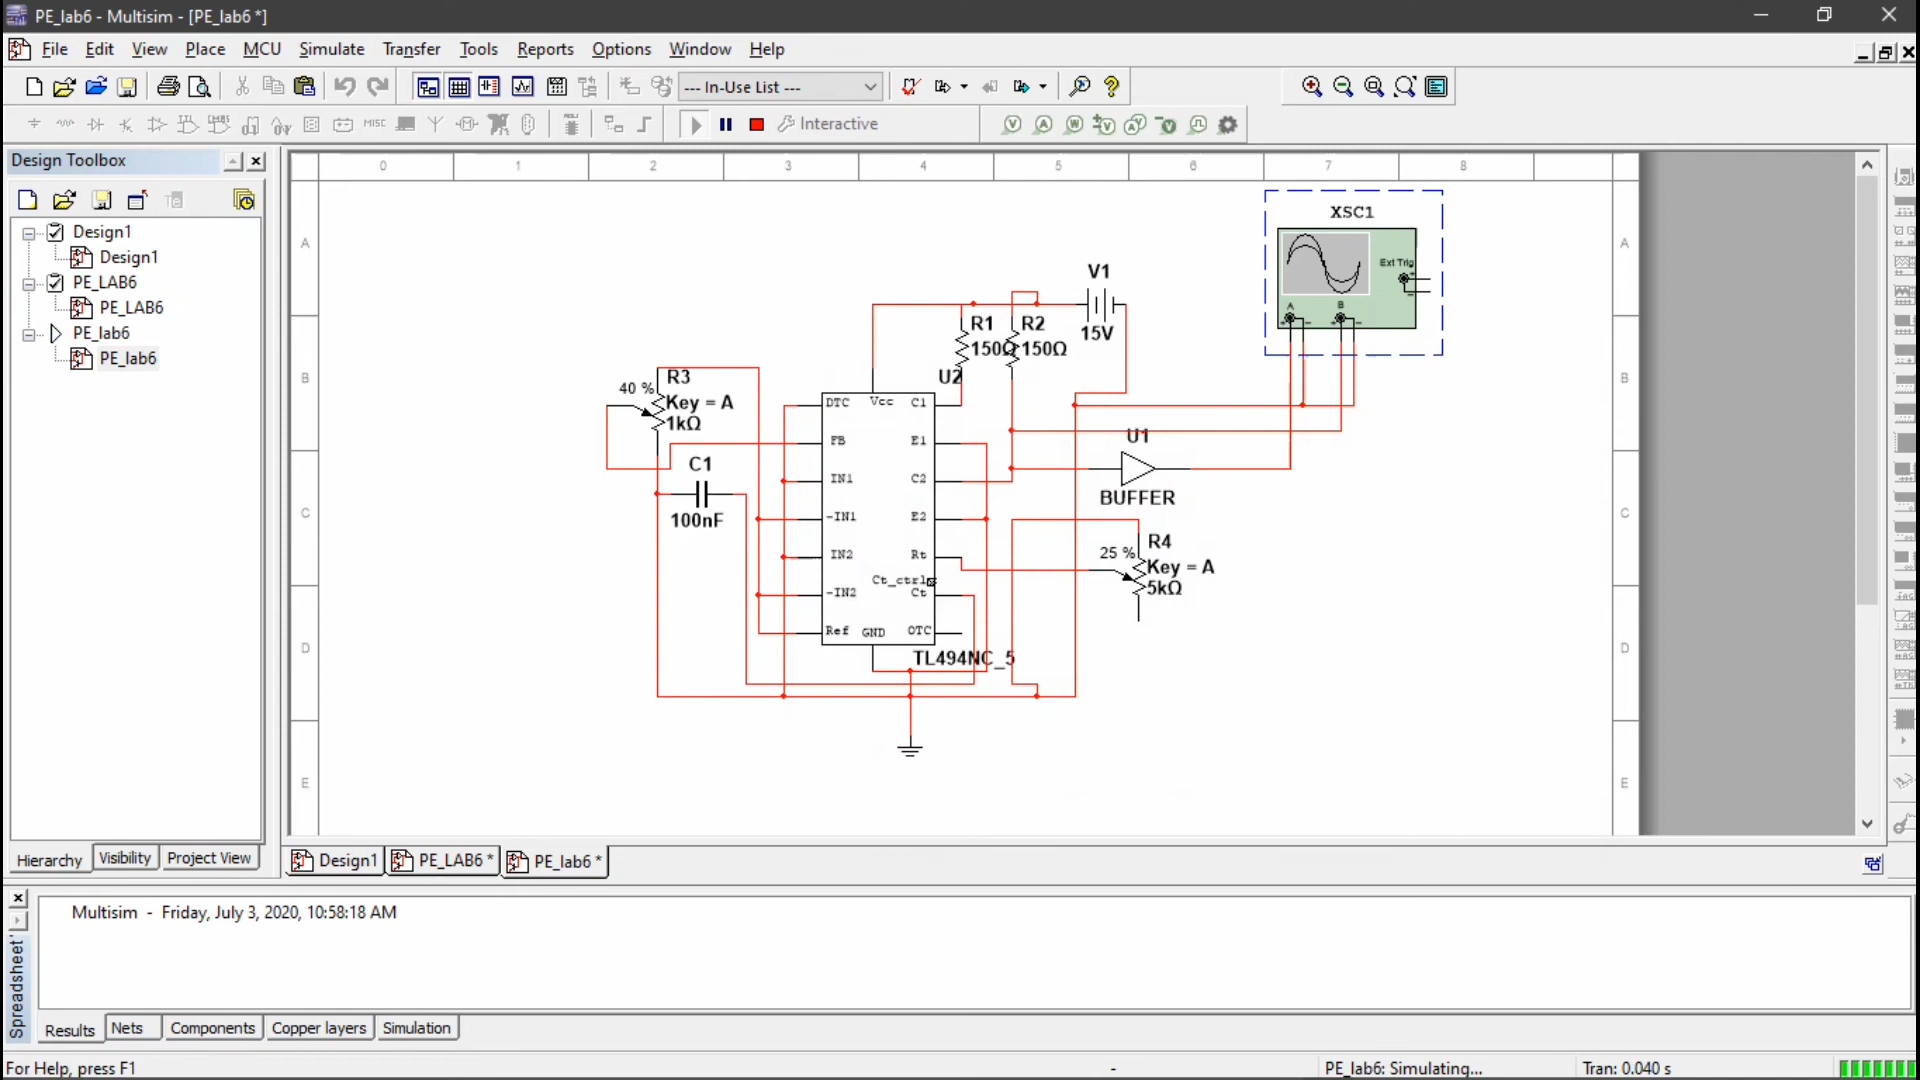 PE_lab6 - Multisim - [PE_lab6 *]
File Edit View Place MCU Simulate Transfer Tools Reports Options Window Help
--- In-Use List ---
MISC Interactive
Design Toolbox
Design1
Design1
PE_LAB6
PE_LAB6
PE_lab6
PE_lab6
Hierarchy Visibility Project View
0 1 2 3 4 5 6 7 8
A A
B B
C C
D D
E E
XSC1
Ext Trig
A B
V1
15V
R1
150Ω
R2
150Ω
U2
40 %
R3
Key = A
1kΩ
C1
100nF
DTC Vcc C1
FB E1
IN1 C2
-IN1 E2
IN2 Rt
Ct_ctrl
-IN2 Ct
Ref GND OTC
TL494NC_5
U1
BUFFER
25 %
R4
Key = A
5kΩ
Design1 PE_LAB6 * PE_lab6 *
Multisim - Friday, July 3, 2020, 10:58:18 AM
Spreadsheet
Results Nets Components Copper layers Simulation
For Help, press F1 - PE_lab6: Simulating... Tran: 0.040 s